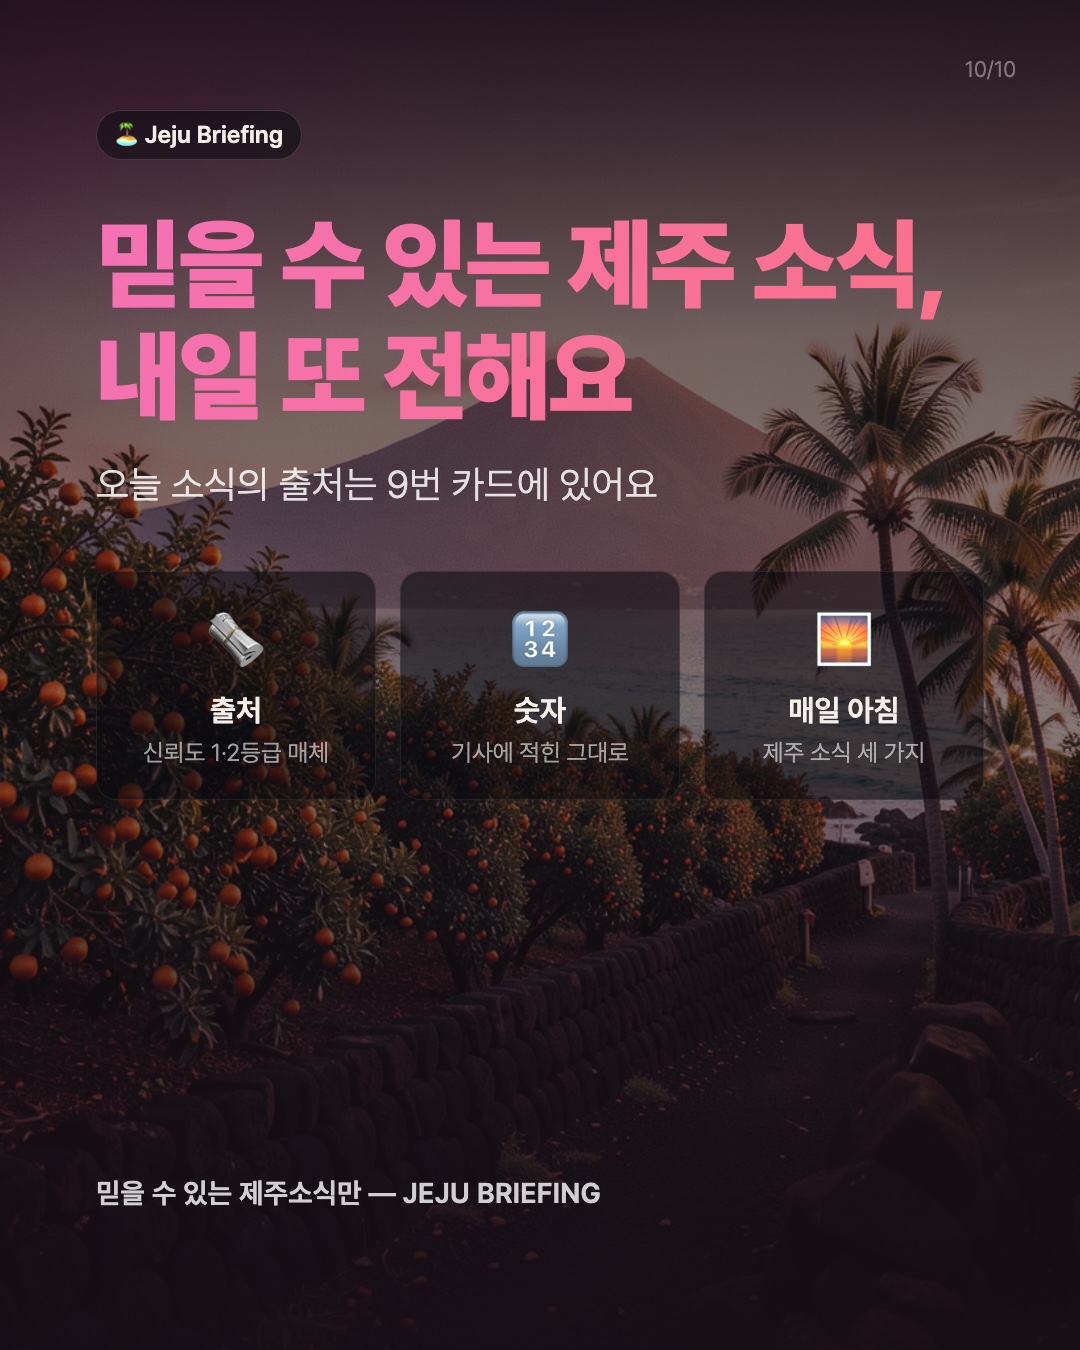 10/10
🏝️ Jeju Briefing
믿을 수 있는 제주 소식,
내일 또 전해요
오늘 소식의 출처는 9번 카드에 있어요
1234
출처
신뢰도 1·2등급 매체
숫자
기사에 적힌 그대로
매일 아침
제주 소식 세 가지
믿을 수 있는 제주소식만 — JEJU BRIEFING